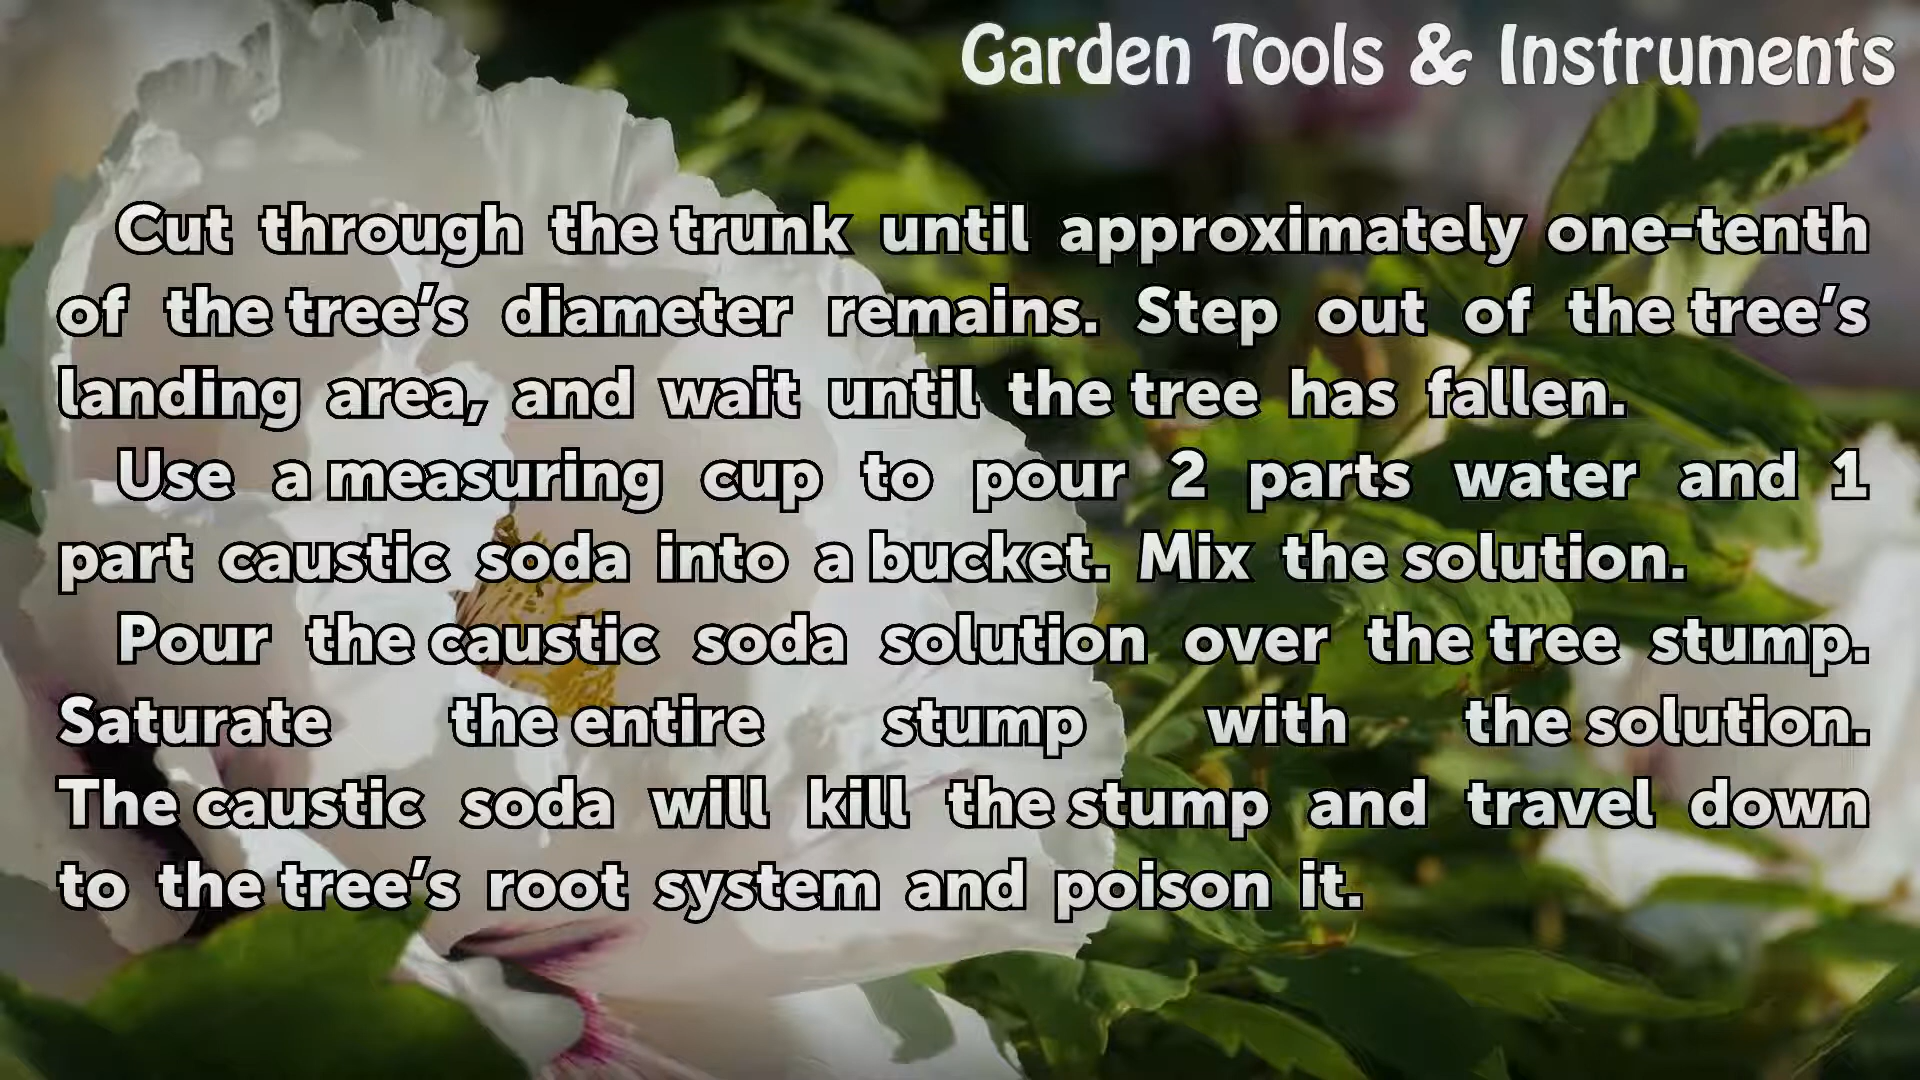 Garden Tools & Instruments
Cut through the trunk until approximately one-tenth
of the tree’s diameter remains. Step out of the tree’s
landing area, and wait until the tree has fallen.
Use a measuring cup to pour 2 parts water and 1
part caustic soda into a bucket. Mix the solution.
Pour the caustic soda solution over the tree stump.
Saturate the entire stump with the solution.
The caustic soda will kill the stump and travel down
to the tree’s root system and poison it.